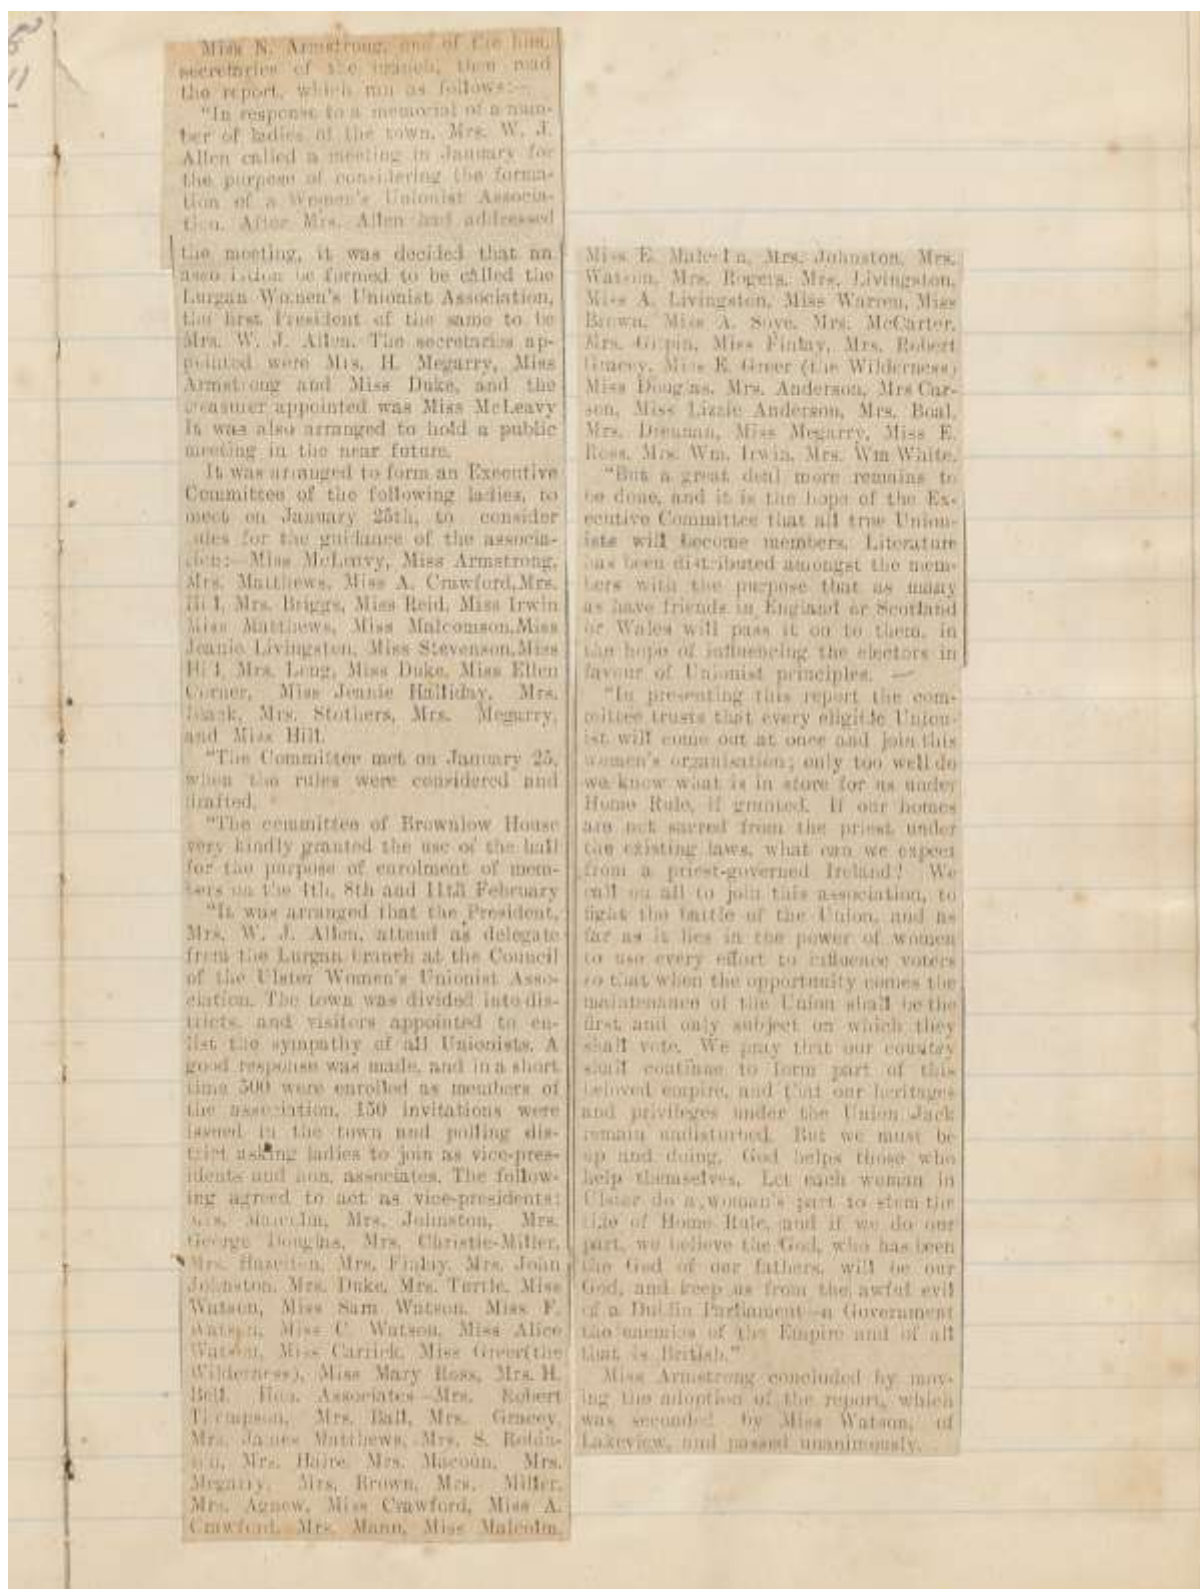 Miss N. Armstrong, one of the hon.
secretaries of the branch, then read
the report, which run as follows:—
"In response to a memorial of a num-
ber of ladies of the town, Mrs. W. J.
Allen called a meeting in January for
the purpose of considering the forma-
tion of a Women's Unionist Associa-
tion. After Mrs. Allen had addressed
the meeting, it was decided that an
association be formed to be called the
Lurgan Women's Unionist Association,
the first President of the same to be
Mrs. W. J. Allen. The secretaries ap-
pointed were Mrs. H. Megarry, Miss
Armstrong and Miss Duke, and the
treasurer appointed was Miss McLeavy
It was also arranged to hold a public
meeting in the near future.
It was arranged to form an Executive
Committee of the following ladies, to
meet on January 25th, to consider
rules for the guidance of the associa-
tion:—Miss McLeavy, Miss Armstrong,
Mrs. Matthews, Miss A. Crawford, Mrs.
Hill, Mrs. Briggs, Miss Reid, Miss Irwin
Miss Matthews, Miss Malcomson, Miss
Jeanie Livingston, Miss Stevenson, Miss
Hill, Mrs. Long, Miss Duke, Miss Ellen
Corner, Miss Jeanie Halliday, Mrs.
Mrs. Stothers, Mrs. Megarry,
and Miss Hill.
"The Committee met on January 25,
when the rules were considered and
drafted.
"The committee of Brownlow House
very kindly granted the use of the hall
for the purpose of enrolment of mem-
bers on the 4th, 8th and 11th February
"It was arranged that the President,
Mrs. W. J. Allen, attend as delegate
from the Lurgan branch at the Council
of the Ulster Women's Unionist Asso-
ciation. The town was divided into dis-
tricts, and visitors appointed to en-
list the sympathy of all Unionists. A
good response was made, and in a short
time 500 were enrolled as members of
the association. 150 invitations were
issued in the town and polling dis-
trict asking ladies to join as vice-pres-
idents and hon. associates. The follow-
ing agreed to act as vice-presidents:
Mrs. Malcolm, Mrs. Johnston, Mrs.
George Douglas, Mrs. Christie-Miller,
Mrs. Hazelton, Mrs. Finlay, Mrs. John
Johnston, Mrs. Duke, Mrs. Turtle, Miss
Watson, Miss Sam Watson, Miss F.
Watson, Miss C. Watson, Miss Alice
Watson, Miss Carrick, Miss Greer (the
Wilderness), Miss Mary Ross, Mrs. H.
Bell. Hon. Associates—Mrs. Robert
Thompson, Mrs. Ball, Mrs. Gracey,
Mrs. James Matthews, Mrs. S. Robin-
son, Mrs. Haire, Mrs. Macoun, Mrs.
Megarry, Mrs. Brown, Mrs. Miller,
Mrs. Agnew, Miss Crawford, Miss A.
Crawford, Mrs. Mann, Miss Malcolm,
Miss E. Malcolm, Mrs. Johnston, Mrs.
Watson, Mrs. Rogers, Mrs. Livingston,
Miss A. Livingston, Miss Warren, Miss
Brown, Miss A. Soye, Mrs. McCarter,
Mrs. Gilpin, Miss Finlay, Mrs. Robert
Gracey, Miss E. Greer (the Wilderness)
Miss Douglas, Mrs. Anderson, Mrs Car-
son, Miss Lizzie Anderson, Mrs. Boal,
Mrs. Drennan, Miss Megarry, Miss E.
Ross, Mrs. Wm. Irwin, Mrs. Wm White.
"But a great deal more remains to
be done, and it is the hope of the Ex-
ecutive Committee that all true Union-
ists will become members. Literature
has been distributed amongst the mem-
bers with the purpose that as many
as have friends in England or Scotland
or Wales will pass it on to them, in
the hope of influencing the electors in
favour of Unionist principles. —
"In presenting this report the com-
mittee trusts that every eligible Union-
ist will come out at once and join this
women's organisation; only too well do
we know what is in store for us under
Home Rule, if granted. If our homes
are not sacred from the priest under
the existing laws, what can we expect
from a priest-governed Ireland? We
call on all to join this association, to
fight the battle of the Union, and as
far as it lies in the power of women
to use every effort to influence voters
so that when the opportunity comes the
maintenance of the Union shall be the
first and only subject on which they
shall vote. We pray that our country
shall continue to form part of this
beloved empire, and that our heritages
and privileges under the Union Jack
remain undisturbed. But we must be
up and doing. God helps those who
help themselves. Let each woman in
Ulster do a woman's part to stem the
tide of Home Rule, and if we do our
part, we believe the God, who has been
the God of our fathers, will be our
God, and keep us from the awful evil
of a Dublin Parliament—a Government
the enemies of the Empire and of all
that is British."
Miss Armstrong concluded by mov-
ing the adoption of the report, which
was seconded by Miss Watson, of
Lakeview, and passed unanimously.